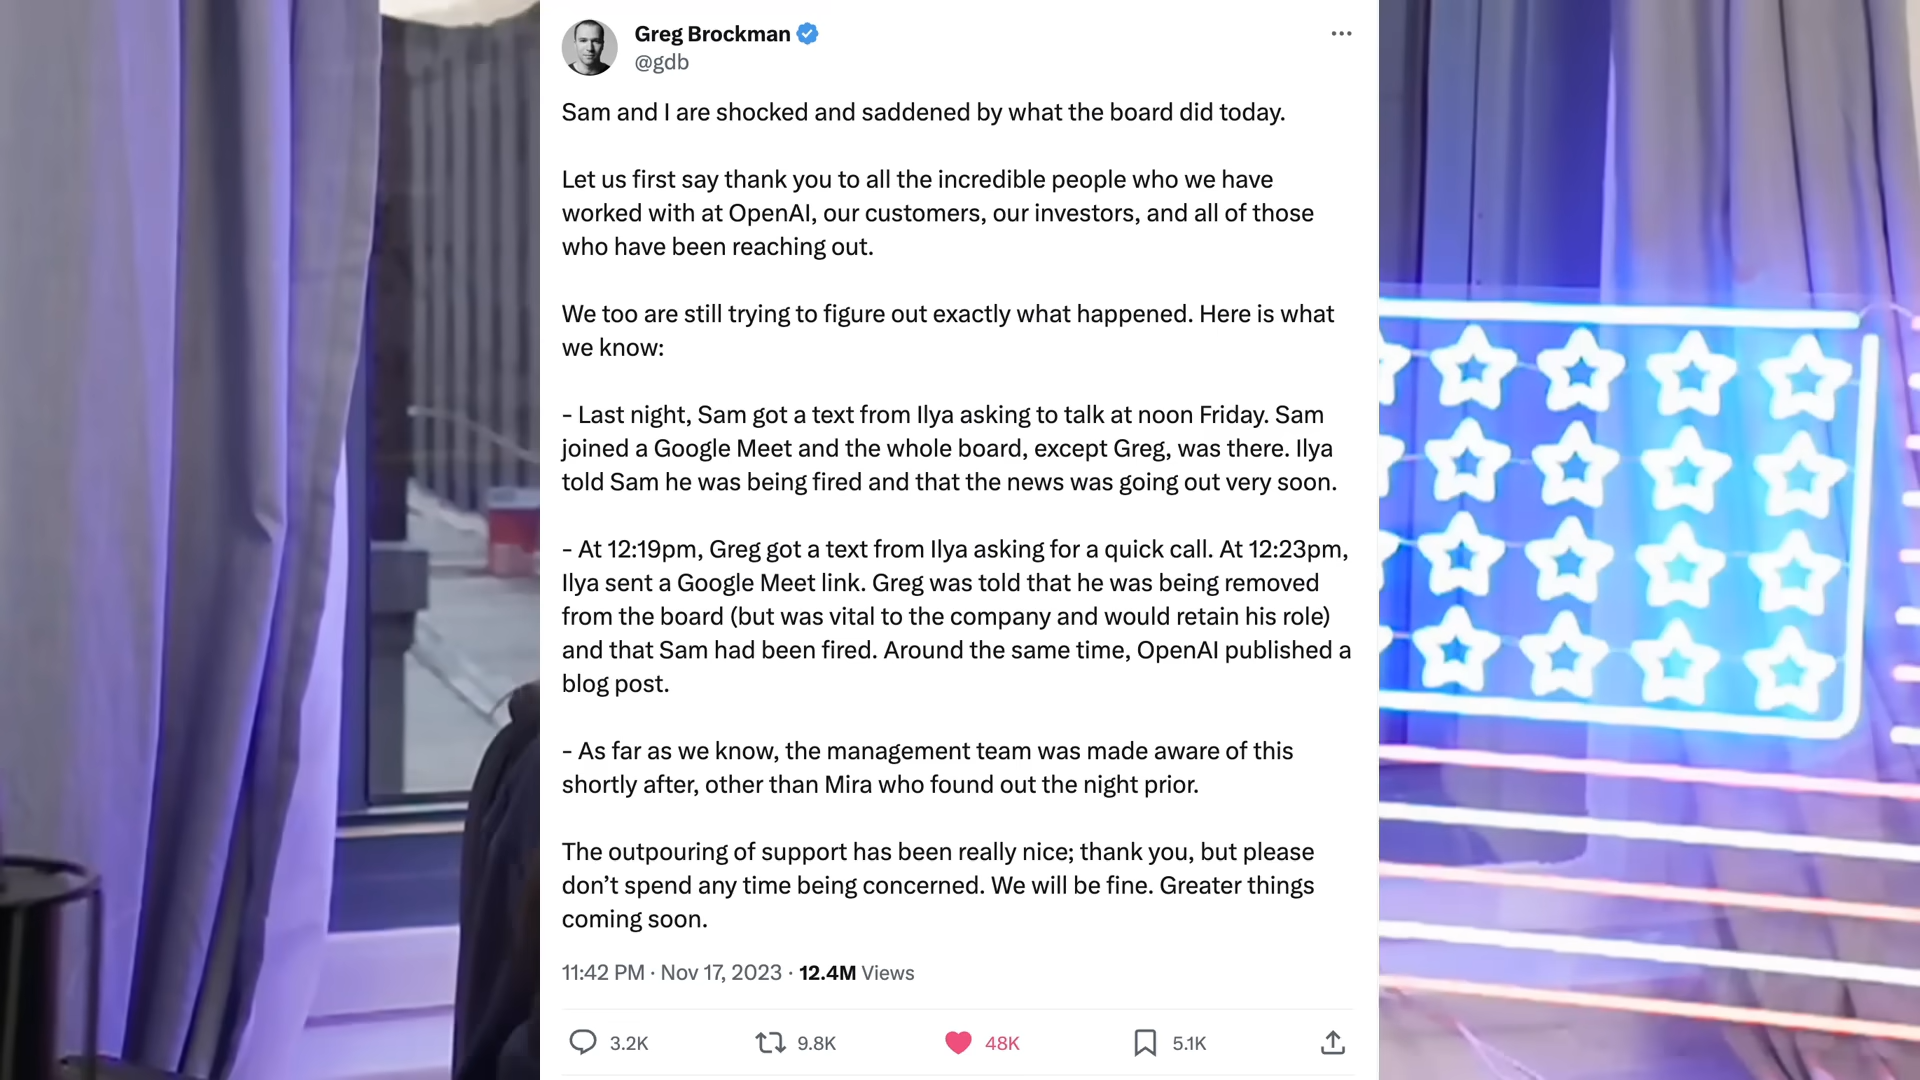 Greg Brockman
@gdb
Sam and I are shocked and saddened by what the board did today.
Let us first say thank you to all the incredible people who we have
worked with at OpenAI, our customers, our investors, and all of those
who have been reaching out.
We too are still trying to figure out exactly what happened. Here is what
we know:
- Last night, Sam got a text from Ilya asking to talk at noon Friday. Sam
joined a Google Meet and the whole board, except Greg, was there. Ilya
told Sam he was being fired and that the news was going out very soon.
- At 12:19pm, Greg got a text from Ilya asking for a quick call. At 12:23pm,
Ilya sent a Google Meet link. Greg was told that he was being removed
from the board (but was vital to the company and would retain his role)
and that Sam had been fired. Around the same time, OpenAI published a
blog post.
- As far as we know, the management team was made aware of this
shortly after, other than Mira who found out the night prior.
The outpouring of support has been really nice; thank you, but please
don’t spend any time being concerned. We will be fine. Greater things
coming soon.
11:42 PM · Nov 17, 2023 · 12.4M Views
3.2K 9.8K 48K 5.1K